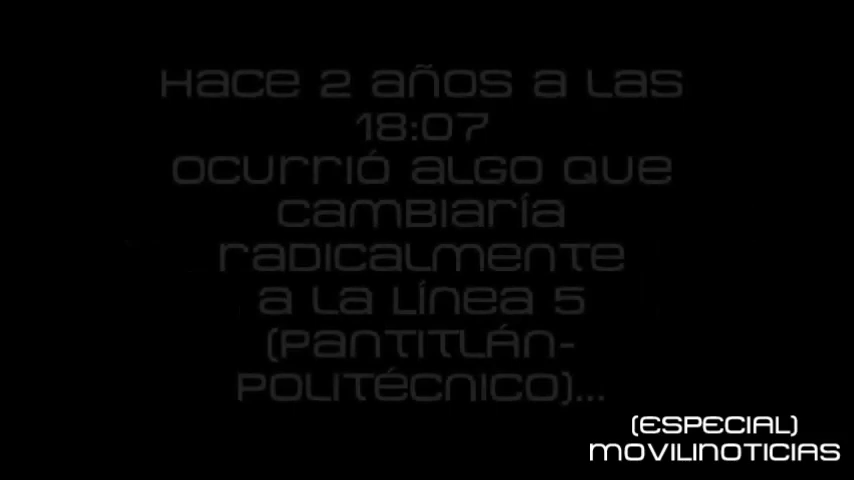 Hace 2 años a las
18:07
ocurrió algo que
cambiaría
radicalmente
a la Línea 5
(Pantitlán-
Politécnico)...
(ESPECIAL)
MOVILINOTICIAS